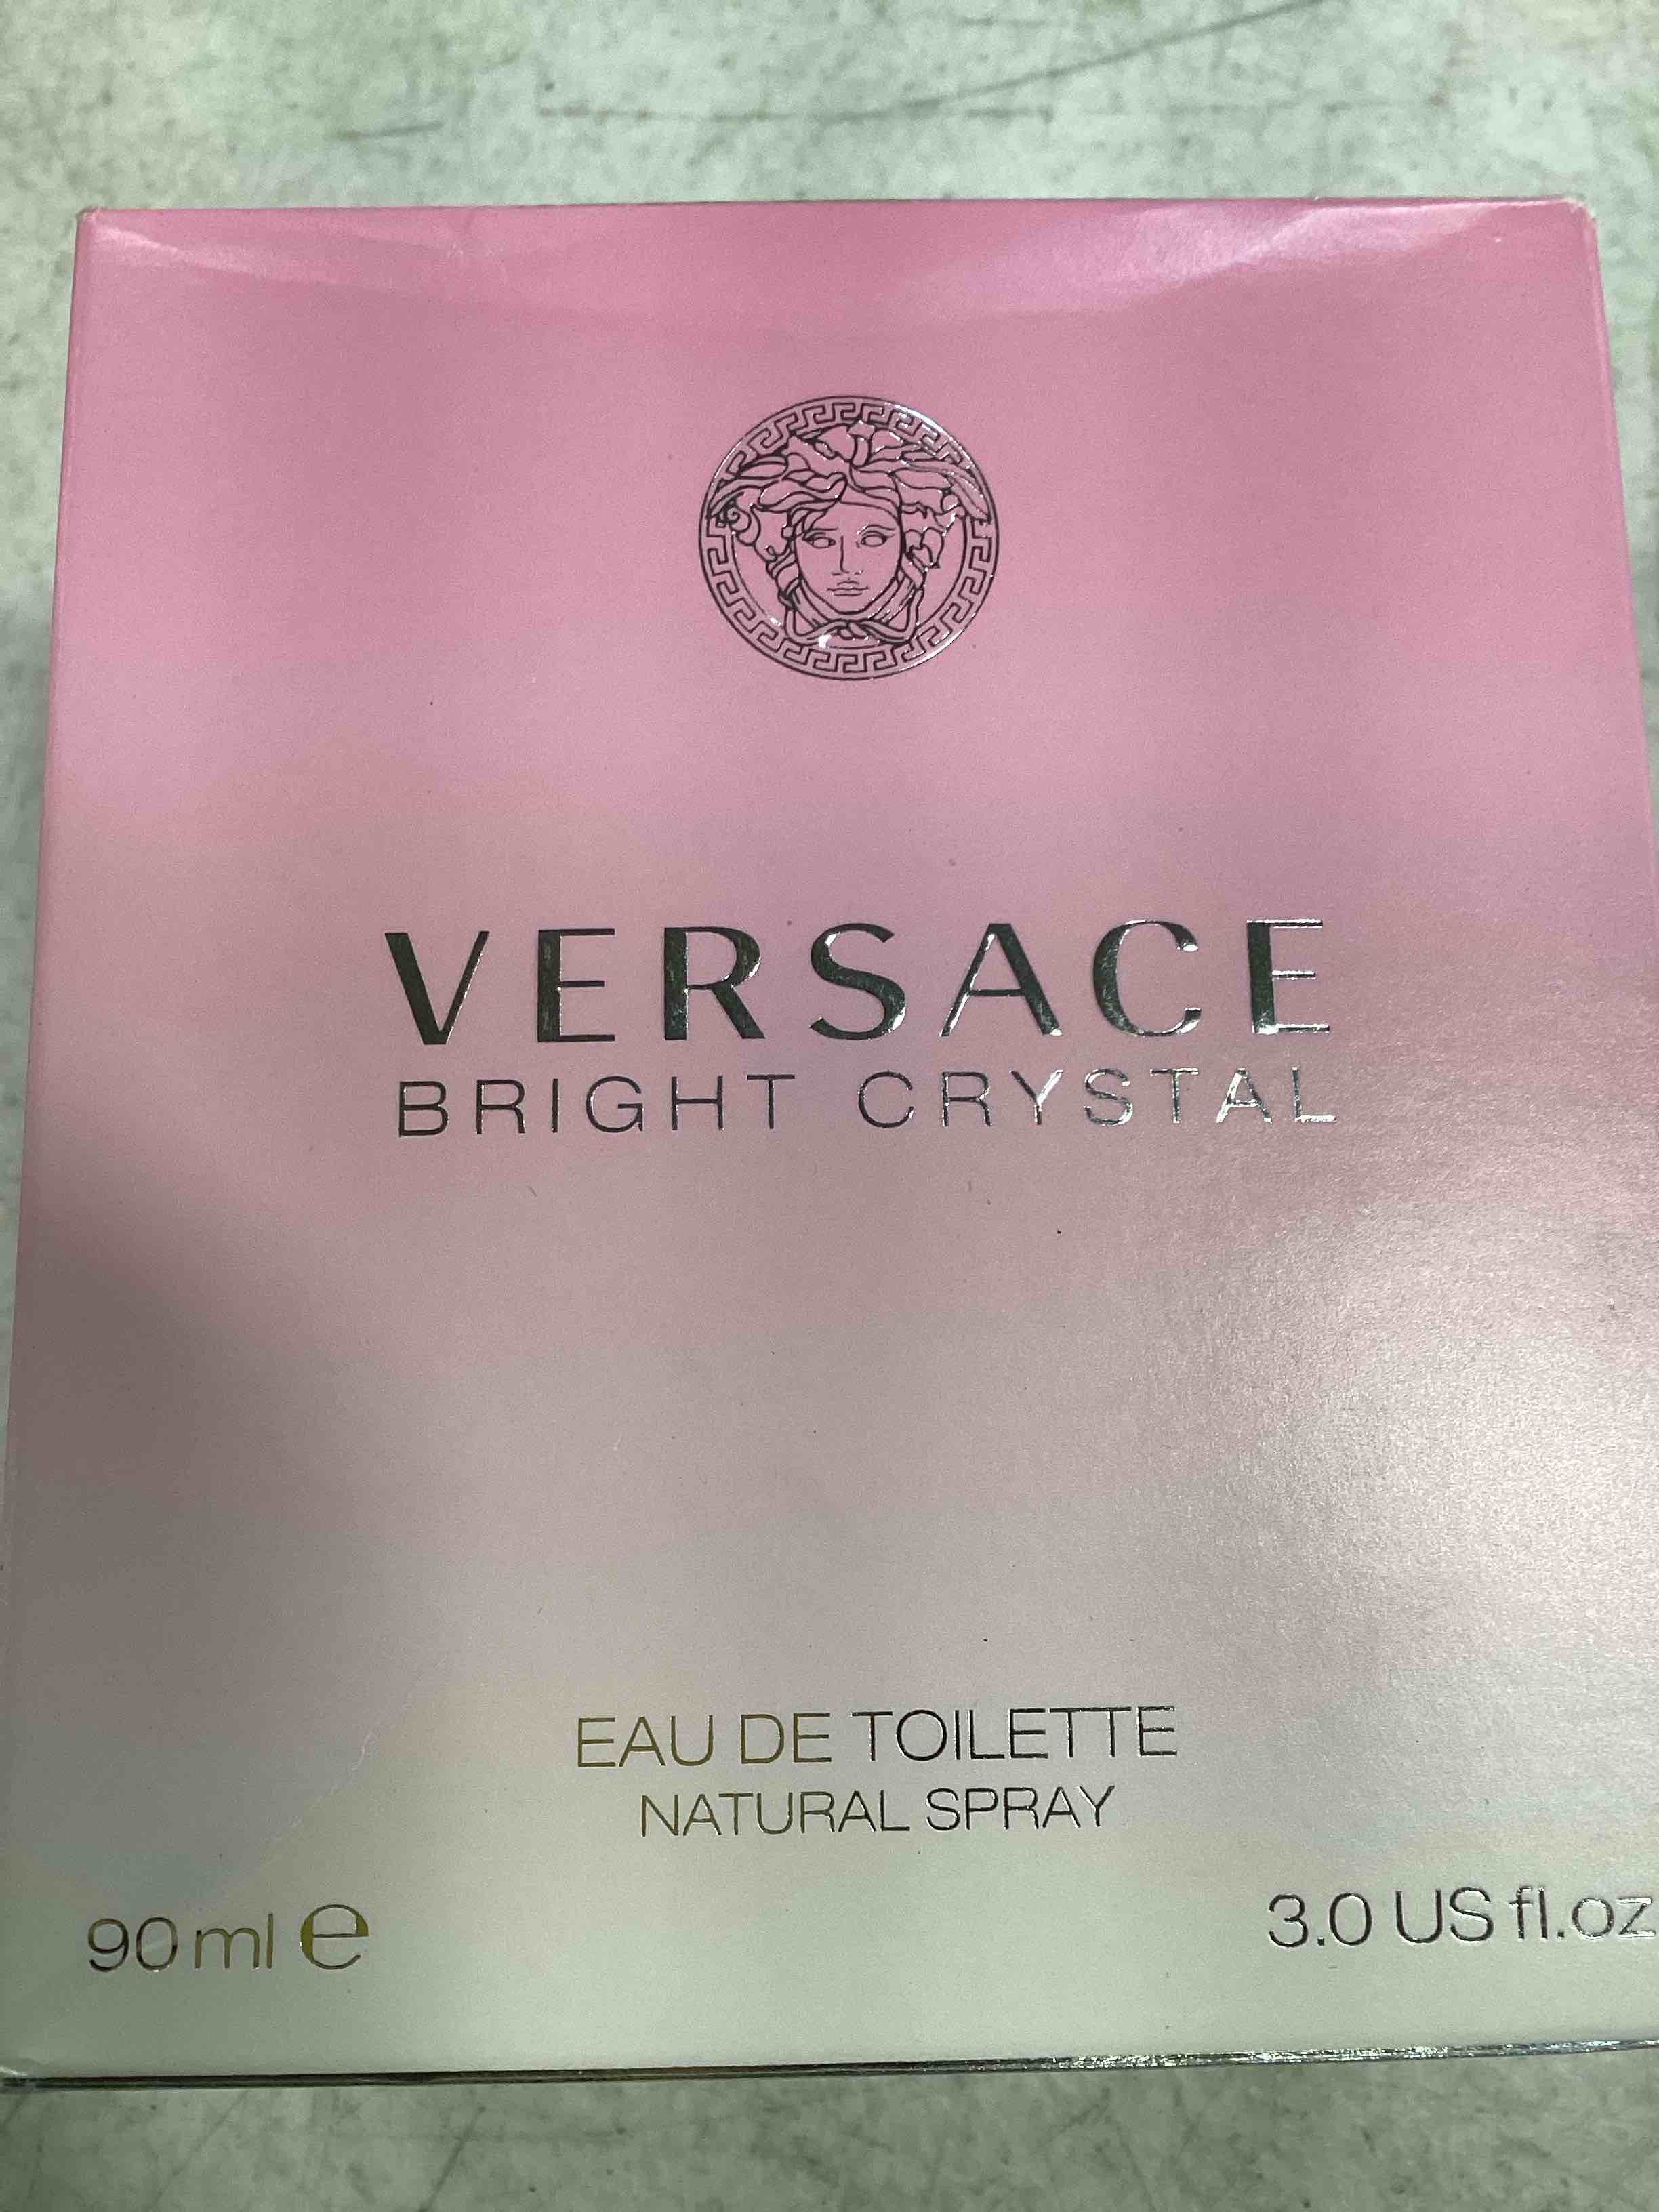 VERSACE
BRIGHT CRYSTAL
EAU DE TOILETTE
NATURAL SPRAY
90 ml ℮
3.0 US fl.oz